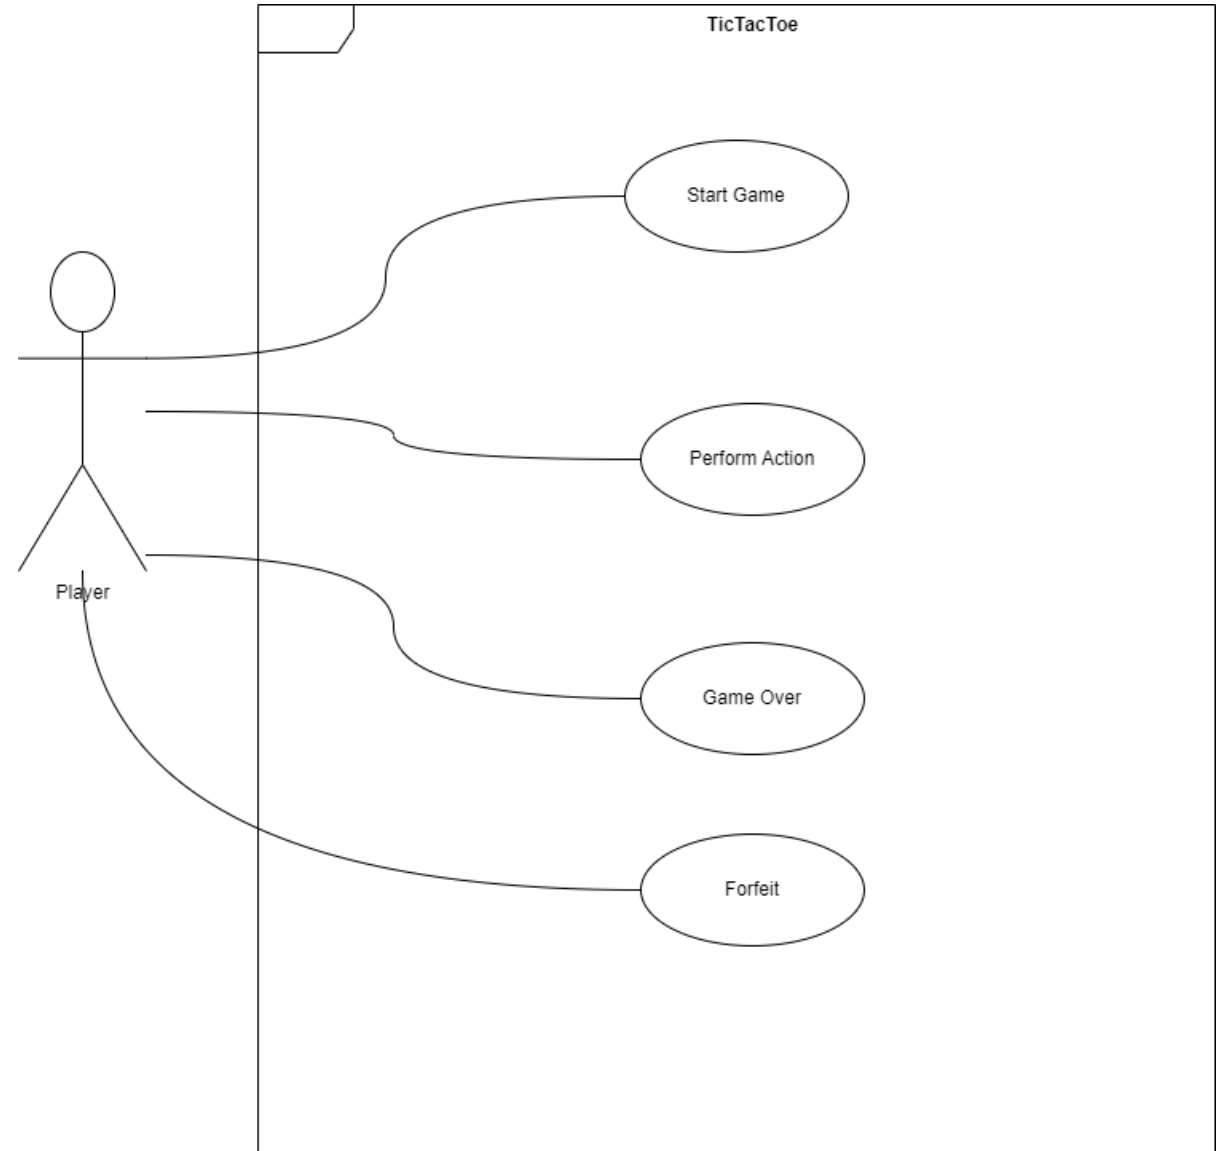 TicTacToe
Start Game
Perform Action
Player
Game Over
Forfeit